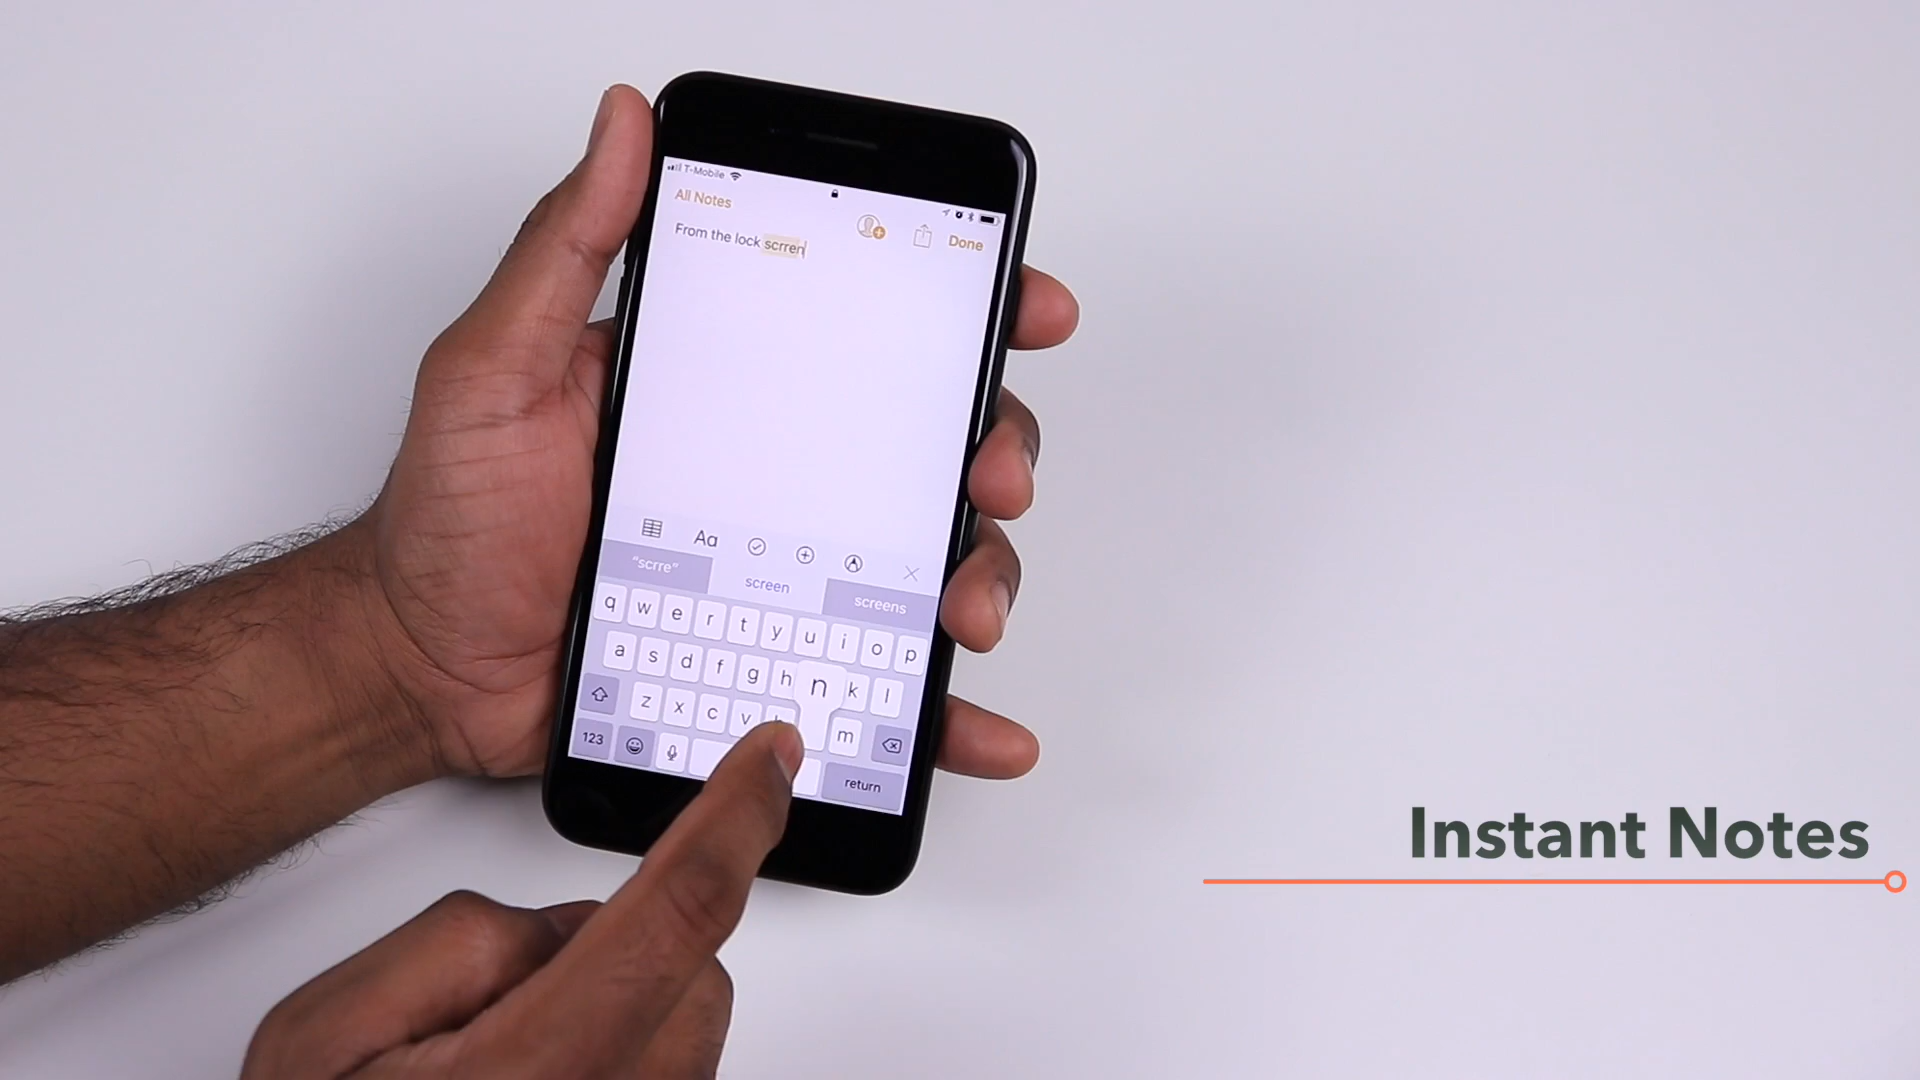 T-Mobile
All Notes
Done
From the lock scrren
Aa
"scrre" screen screens
q w e r t y u i o p
a s d f g h n k l
z x c v m
123 return
Instant Notes